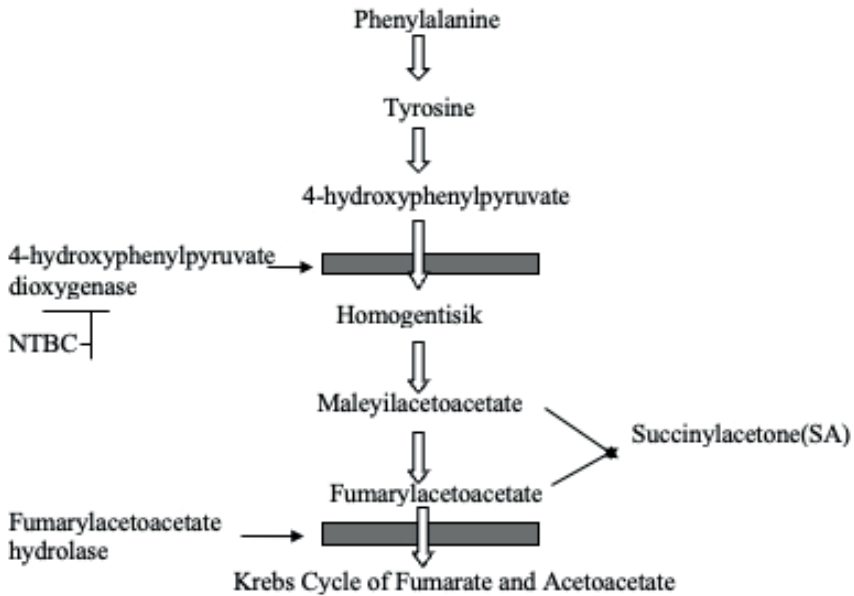 Phenylalanine
Tyrosine
4-hydroxyphenylpyruvate
4-hydroxyphenylpyruvate
dioxygenase
NTBC
Homogentisik
Maleyilacetoacetate
Succinylacetone(SA)
Fumarylacetoacetate
Fumarylacetoacetate
hydrolase
Krebs Cycle of Fumarate and Acetoacetate